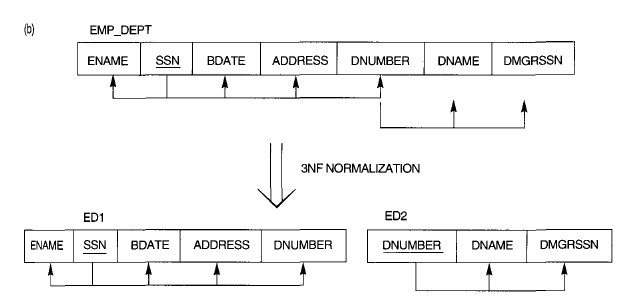 (b)
EMP_DEPT
ENAME SSN BDATE ADDRESS DNUMBER DNAME DMGRSSN
3NF NORMALIZATION
ED1
ENAME SSN BDATE ADDRESS DNUMBER
ED2
DNUMBER DNAME DMGRSSN